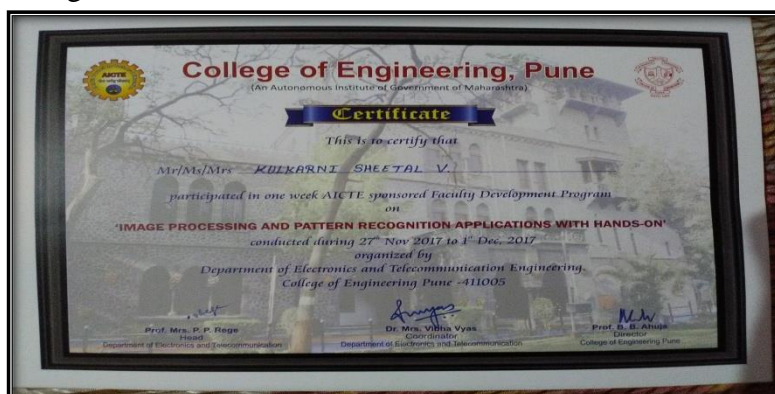 AICTE
College of Engineering, Pune
(An Autonomous Institute of Government of Maharashtra)
Certificate
This is to certify that
Mr/Ms/Mrs KULKARNI SHEETAL V.
participated in one week AICTE sponsored Faculty Development Program
on
'IMAGE PROCESSING AND PATTERN RECOGNITION APPLICATIONS WITH HANDS-ON'
conducted during 27th Nov 2017 to 1st Dec, 2017
organized by
Department of Electronics and Telecommunication Engineering.
College of Engineering Pune -411005
Prof. Mrs. P. P. Rege
Head
Department of Electronics and Telecommunication
Dr. Mrs. Vibha Vyas
Coordinator
Department of Electronics and Telecommunication
Prof. B. B. Ahuja
Director
College of Engineering Pune